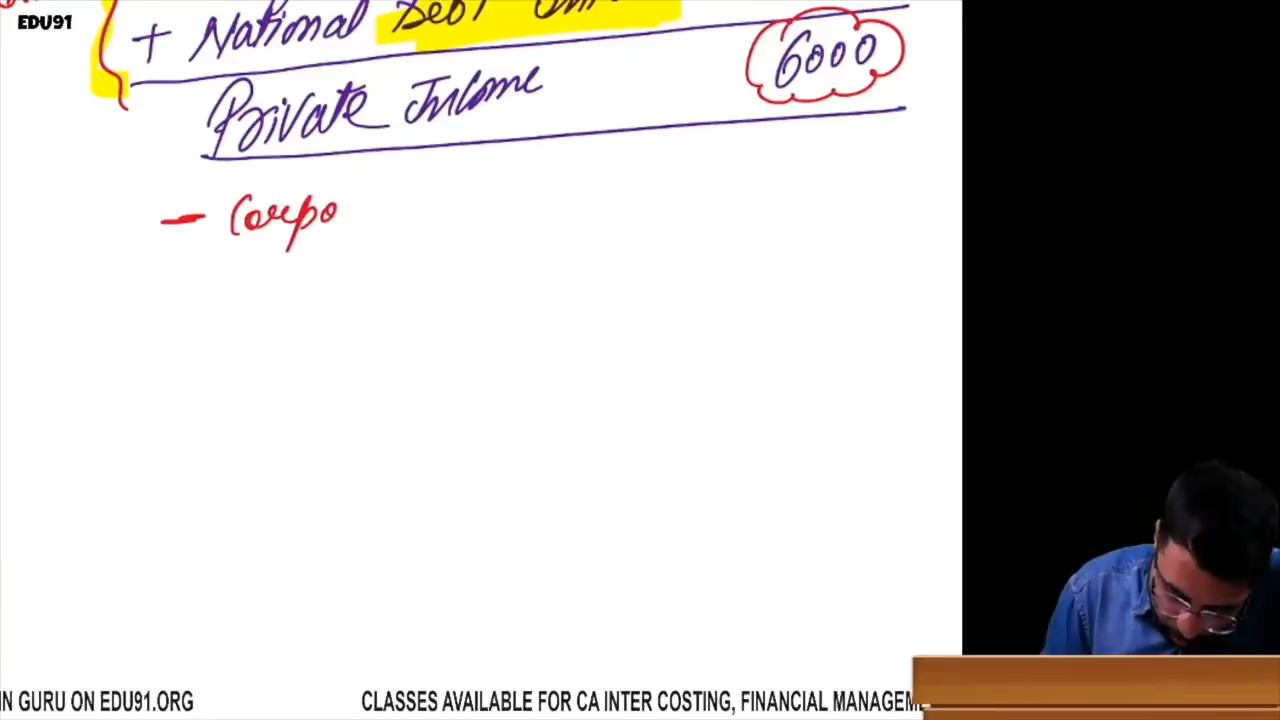 EDU91
+ National Debt
6000
Private Income
- Corpo
IN GURU ON EDU91.ORG
CLASSES AVAILABLE FOR CA INTER COSTING, FINANCIAL MANAGEM